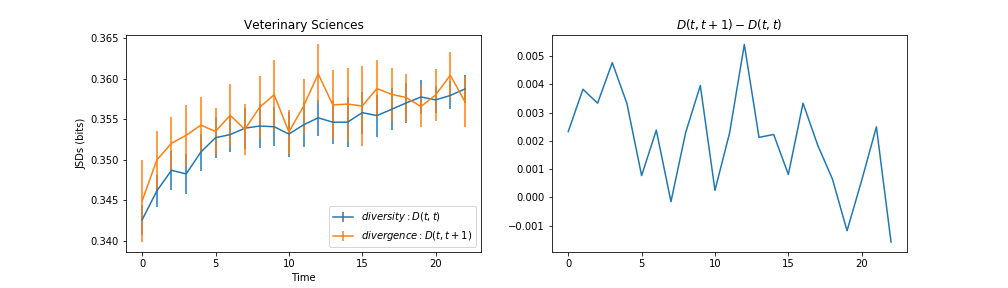 Veterinary Sciences
0.365
0.360
0.355
0.350
0.345
0.340
JSDs (bits)
0 5 10 15 20
Time
diversity: D(t, t)
divergence: D(t, t + 1)
D(t, t + 1) − D(t, t)
0.005
0.004
0.003
0.002
0.001
0.000
−0.001
0 5 10 15 20